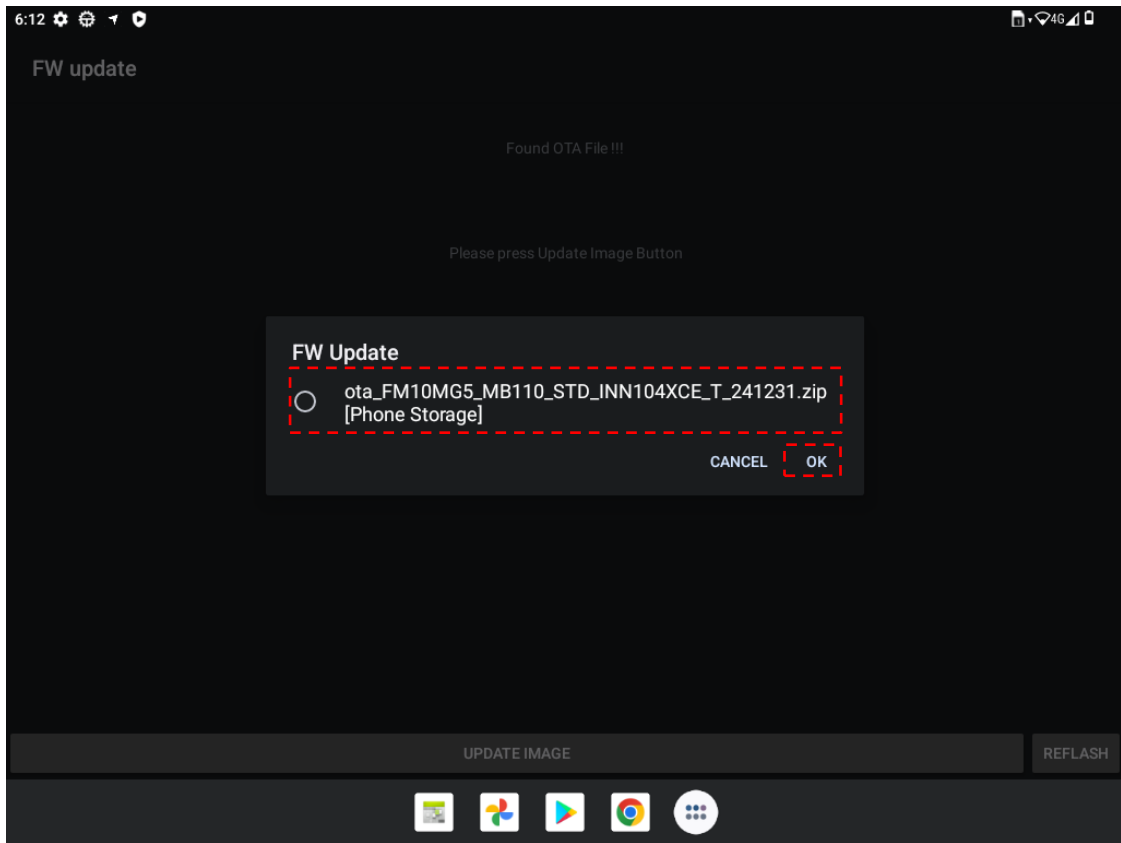 6:12
4G
FW update
Found OTA File !!!
Please press Update Image Button
FW Update
ota_FM10MG5_MB110_STD_INN104XCE_T_241231.zip
[Phone Storage]
CANCEL OK
UPDATE IMAGE REFLASH